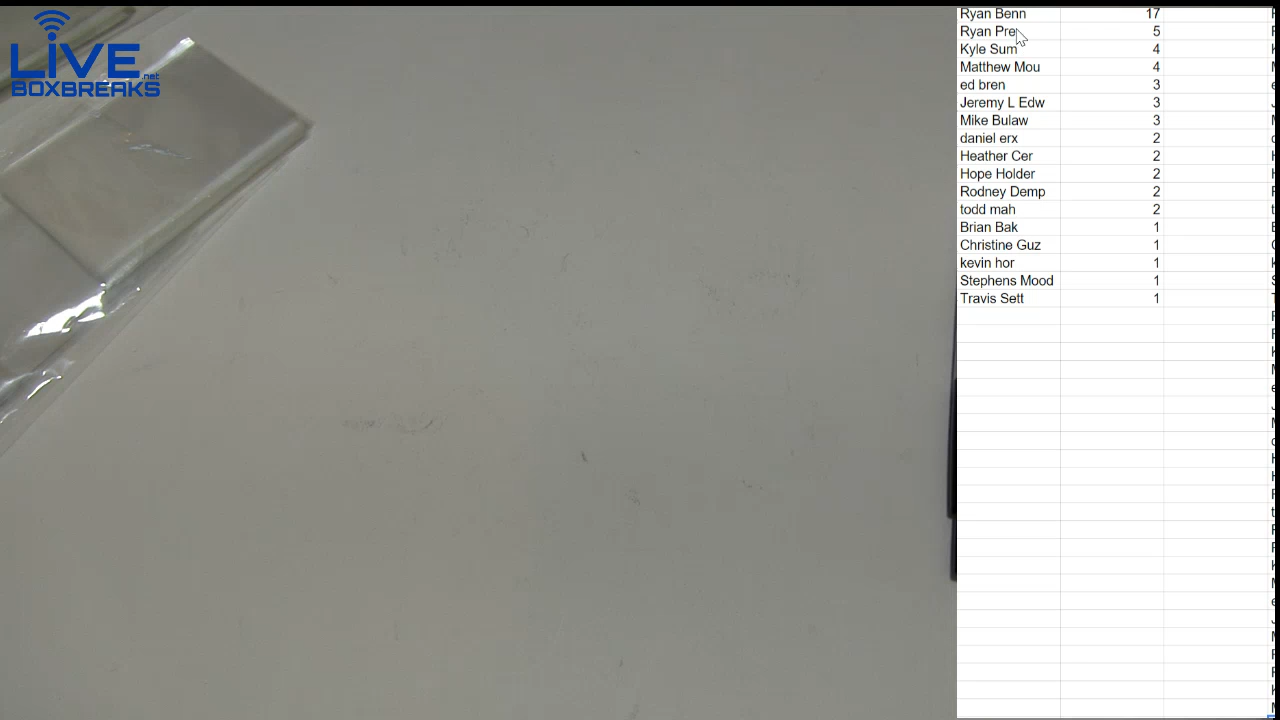 LIVE
.net
BOXBREAKS
Ryan Benn 17
Ryan Pre 5
Kyle Sum 4
Matthew Mou 4
ed bren 3
Jeremy L Edw 3
Mike Bulaw 3
daniel erx 2
Heather Cer 2
Hope Holder 2
Rodney Demp 2
todd mah 2
Brian Bak 1
Christine Guz 1
kevin hor 1
Stephens Mood 1
Travis Sett 1